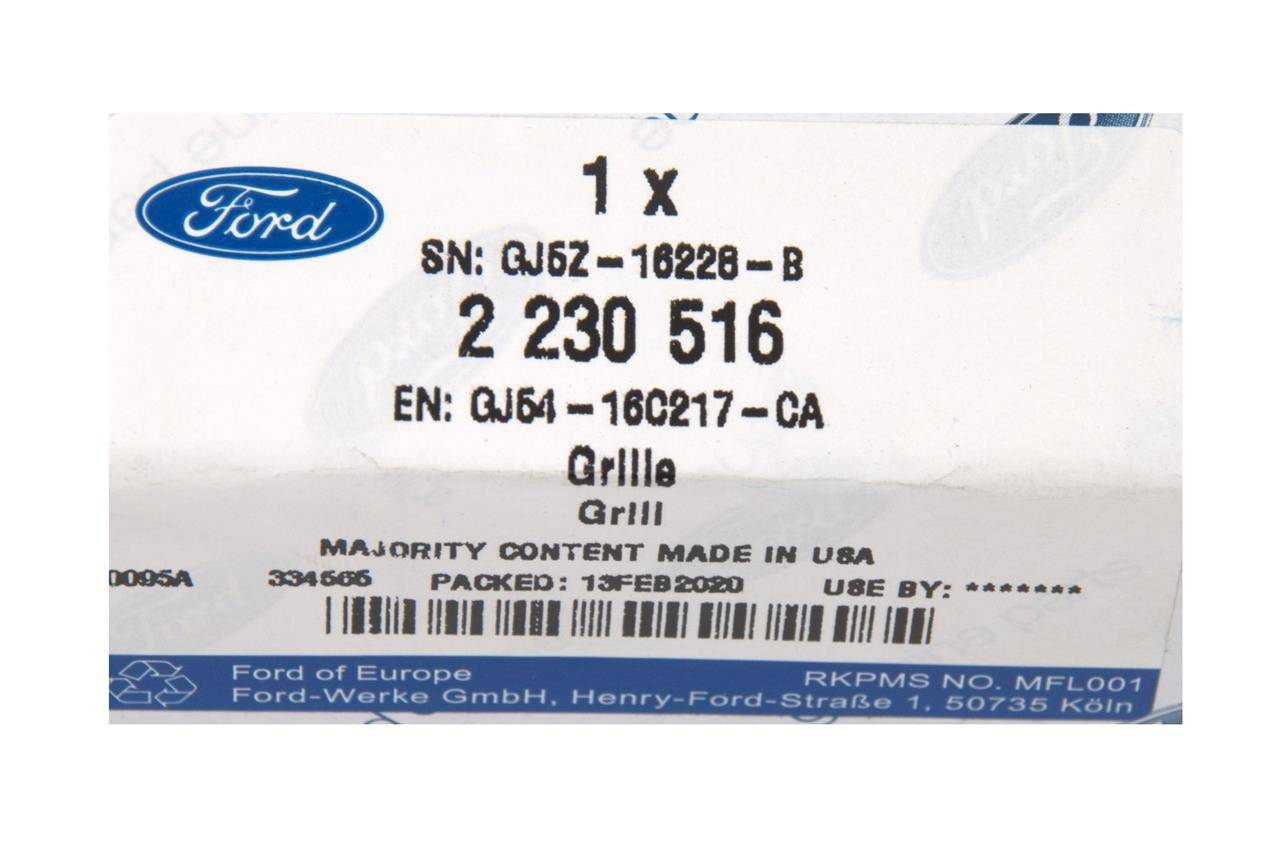 Ford
1 x
SN: GJ5Z-16228-B
2 230 516
EN: GJ54-16C217-CA
Grille
Grill
MAJORITY CONTENT MADE IN USA
0095A 334565 PACKED: 13FEB2020 USE BY: *******
Ford of Europe RKPMS NO. MFL001
Ford-Werke GmbH, Henry-Ford-Straße 1, 50735 Köln